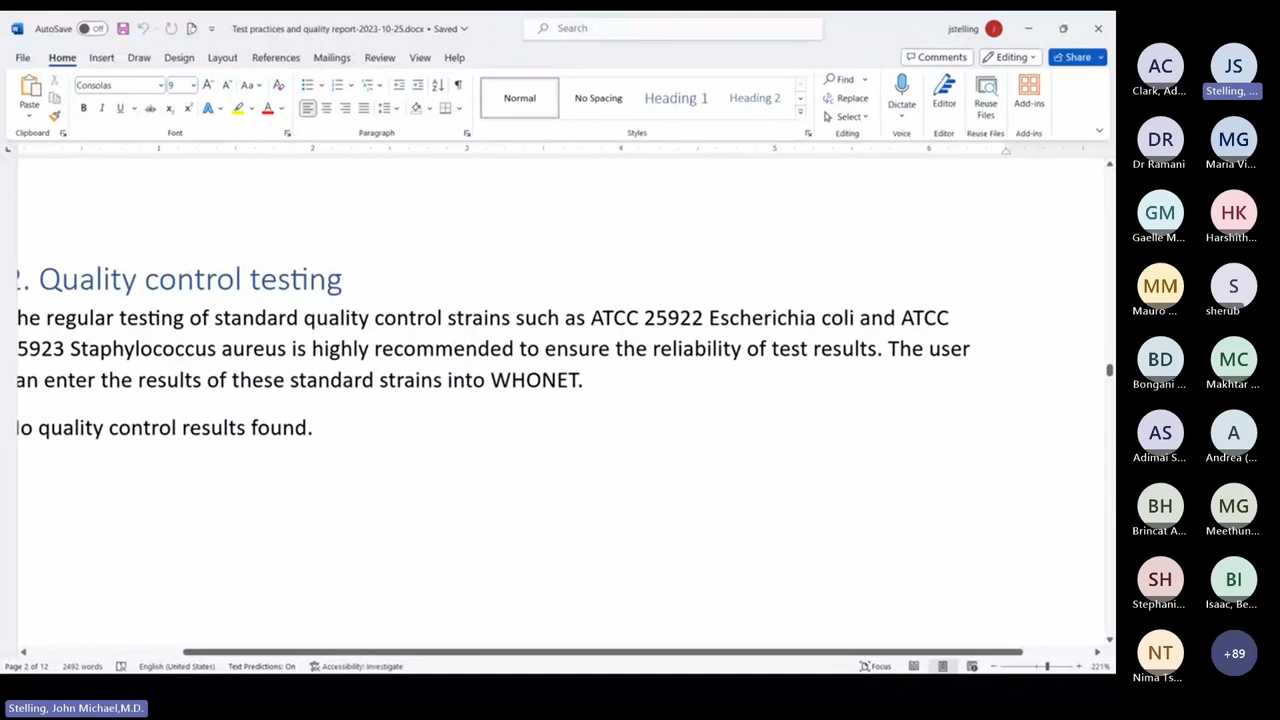 AutoSave Off Test practices and quality report-2023-10-25.docx • Saved Search jstelling
File Home Insert Draw Design Layout References Mailings Review View Help Comments Editing Share
Paste Consolas 9 Normal No Spacing Heading 1 Heading 2 Find Replace Select Dictate Editor Reuse Files Add-ins
Clipboard Font Paragraph Styles Editing Voice Editor Reuse Files Add-ins
1 2 3 4 5 6
2. Quality control testing
he regular testing of standard quality control strains such as ATCC 25922 Escherichia coli and ATCC
5923 Staphylococcus aureus is highly recommended to ensure the reliability of test results. The user
an enter the results of these standard strains into WHONET.
lo quality control results found.
Page 2 of 12 2492 words English (United States) Text Predictions: On Accessibility: Investigate Focus 221%
Stelling, John Michael,M.D.
AC JS
Clark, Ad... Stelling, ...
DR MG
Dr Ramani Maria Vi...
GM HK
Gaelle M... Harshith...
MM S
Mauro ... sherub
BD MC
Bongani ... Makhtar ...
AS A
Adimai S... Andrea (...
BH MG
Brincat A... Meethun...
SH BI
Stephani... Isaac, Be...
NT +89
Nima Ts...